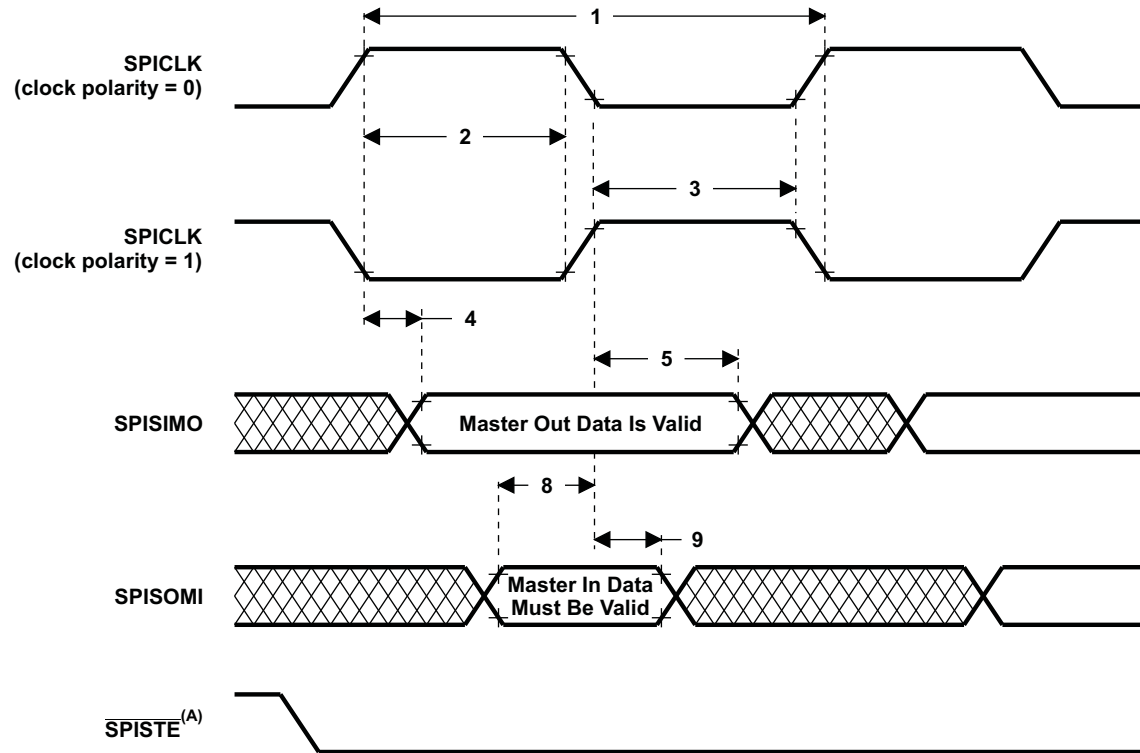 1
SPICLK
(clock polarity = 0)
2
3
SPICLK
(clock polarity = 1)
4
5
SPISIMO
Master Out Data Is Valid
8
9
SPISOMI
Master In Data
Must Be Valid
SPISTE(A)